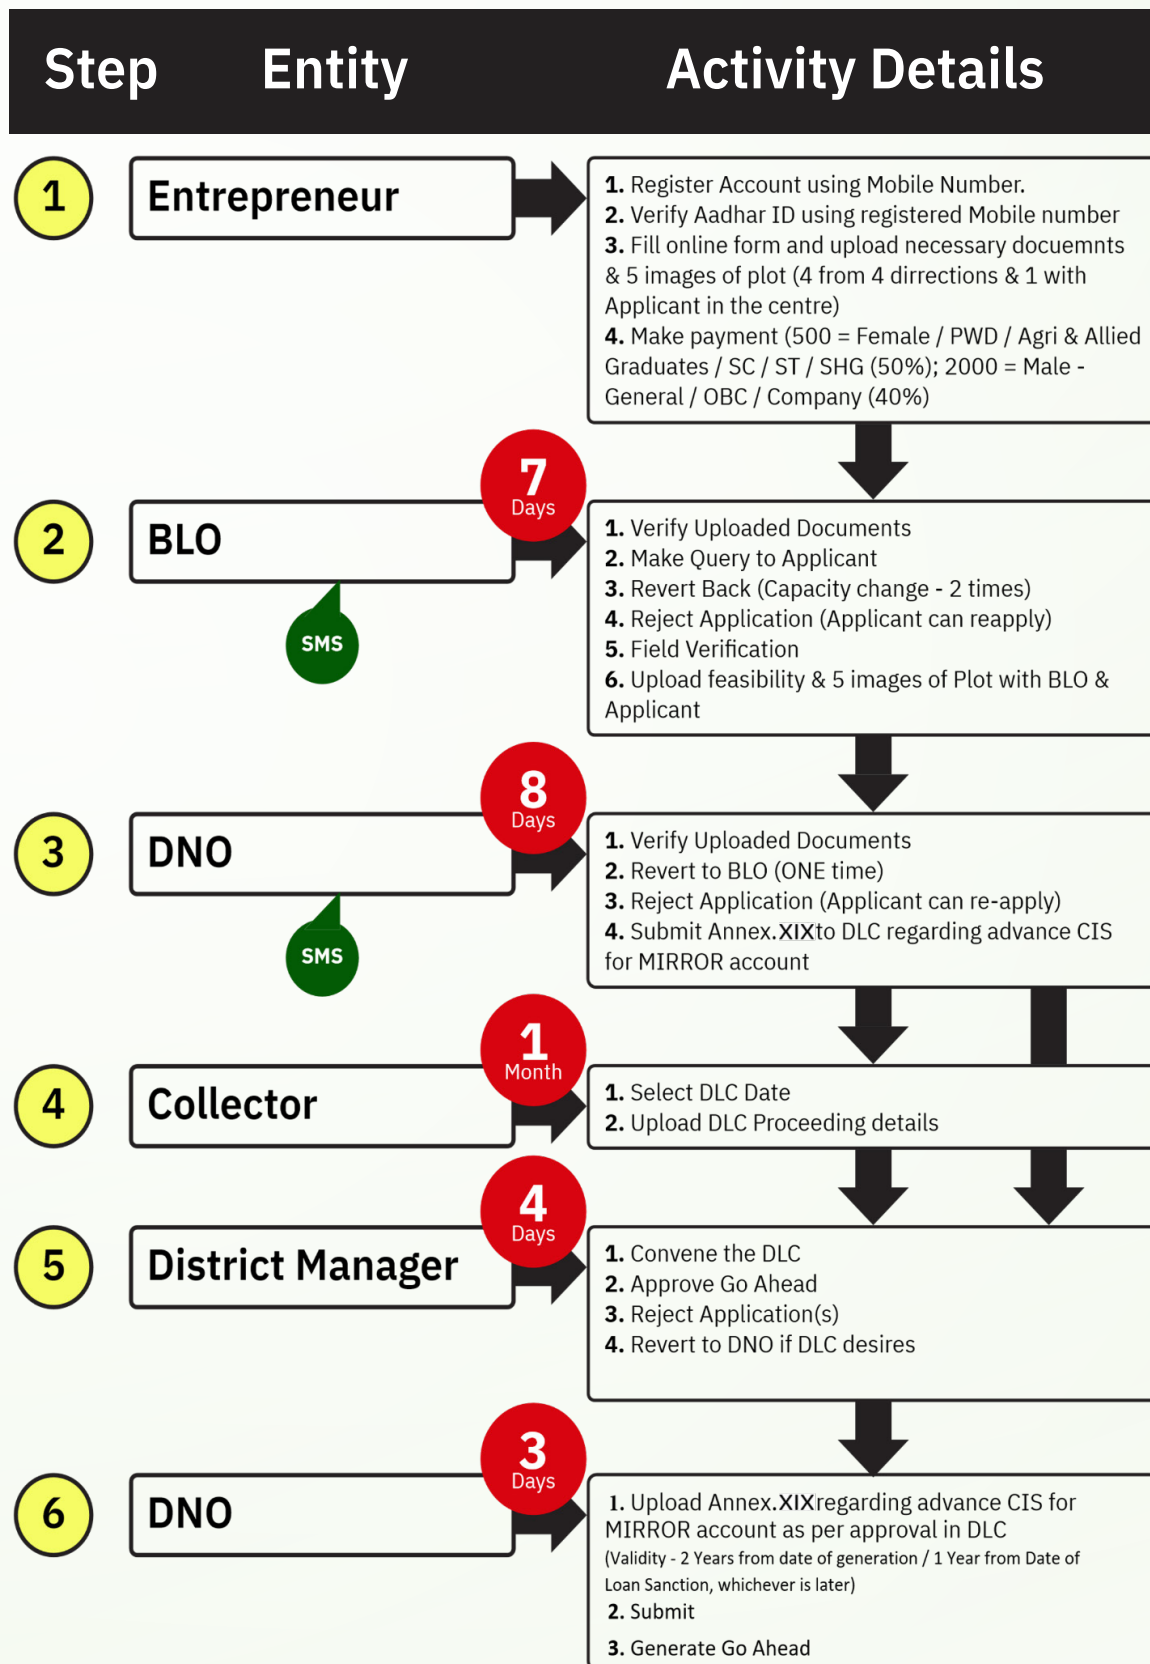 Step Entity Activity Details
1 Entrepreneur
1. Register Account using Mobile Number.
2. Verify Aadhar ID using registered Mobile number
3. Fill online form and upload necessary docuemnts
& 5 images of plot (4 from 4 dirrections & 1 with
Applicant in the centre)
4. Make payment (500 = Female / PWD / Agri & Allied
Graduates / SC / ST / SHG (50%); 2000 = Male -
General / OBC / Company (40%)
2 BLO
7
Days
SMS
1. Verify Uploaded Documents
2. Make Query to Applicant
3. Revert Back (Capacity change - 2 times)
4. Reject Application (Applicant can reapply)
5. Field Verification
6. Upload feasibility & 5 images of Plot with BLO &
Applicant
3 DNO
8
Days
SMS
1. Verify Uploaded Documents
2. Revert to BLO (ONE time)
3. Reject Application (Applicant can re-apply)
4. Submit Annex.XIXto DLC regarding advance CIS
for MIRROR account
4 Collector
1
Month
1. Select DLC Date
2. Upload DLC Proceeding details
5 District Manager
4
Days
1. Convene the DLC
2. Approve Go Ahead
3. Reject Application(s)
4. Revert to DNO if DLC desires
6 DNO
3
Days
1. Upload Annex.XIXregarding advance CIS for
MIRROR account as per approval in DLC
(Validity - 2 Years from date of generation / 1 Year from Date of
Loan Sanction, whichever is later)
2. Submit
3. Generate Go Ahead